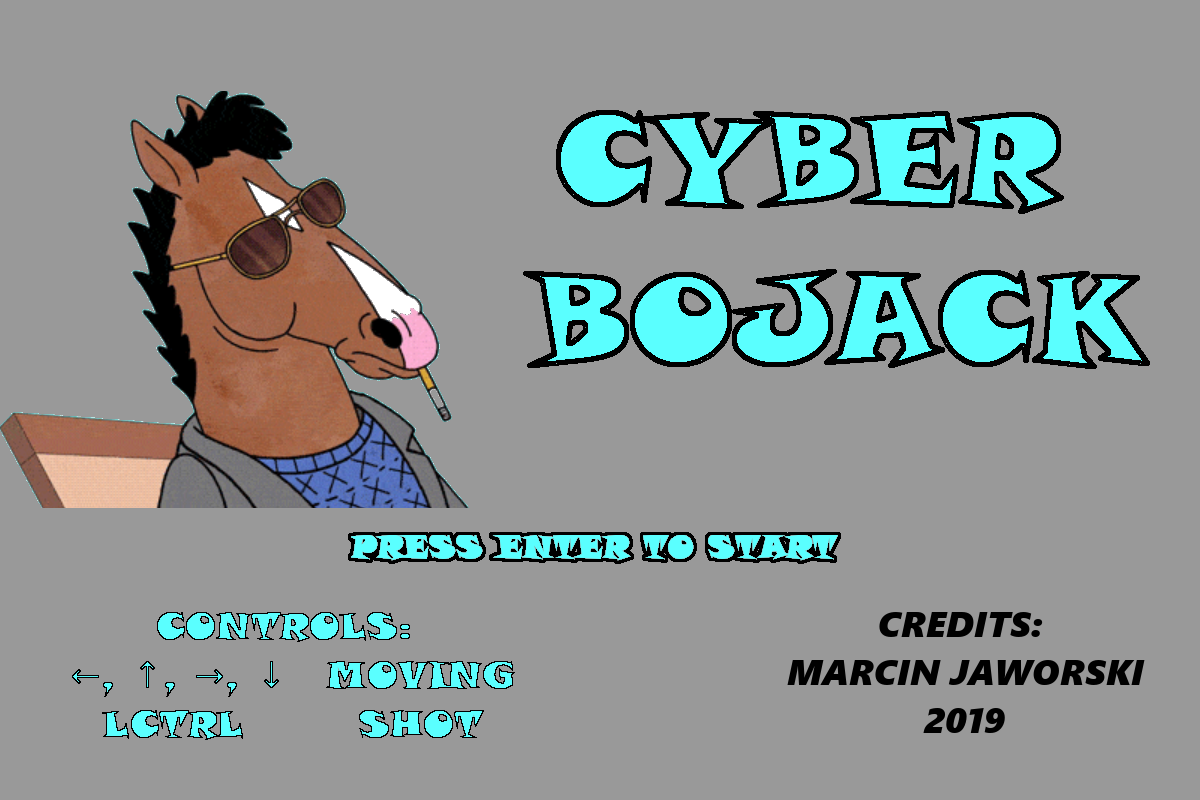 CYBER
BOJACK
PRESS ENTER TO START
CONTROLS:
←, ↑, →, ↓ MOVING
LCTRL SHOT
CREDITS:
MARCIN JAWORSKI
2019